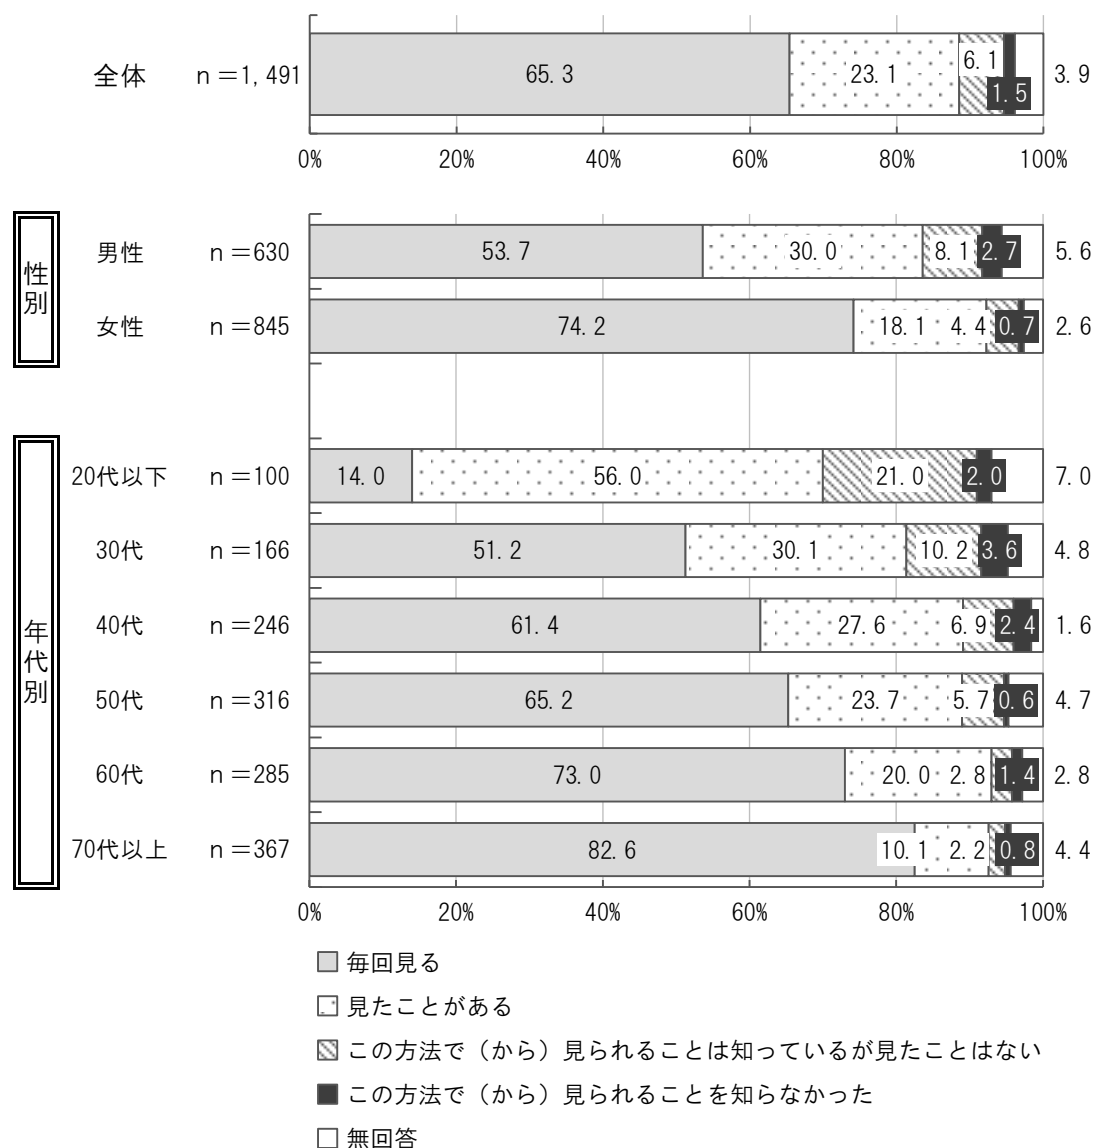 全体 n=1,491 65.3 23.1 6.1 1.5 3.9
0% 20% 40% 60% 80% 100%
性別
男性 n=630 53.7 30.0 8.1 2.7 5.6
女性 n=845 74.2 18.1 4.4 0.7 2.6
年代別
20代以下 n=100 14.0 56.0 21.0 2.0 7.0
30代 n=166 51.2 30.1 10.2 3.6 4.8
40代 n=246 61.4 27.6 6.9 2.4 1.6
50代 n=316 65.2 23.7 5.7 0.6 4.7
60代 n=285 73.0 20.0 2.8 1.4 2.8
70代以上 n=367 82.6 10.1 2.2 0.8 4.4
0% 20% 40% 60% 80% 100%
毎回見る
見たことがある
この方法で（から）見られることは知っているが見たことはない
この方法で（から）見られることを知らなかった
無回答